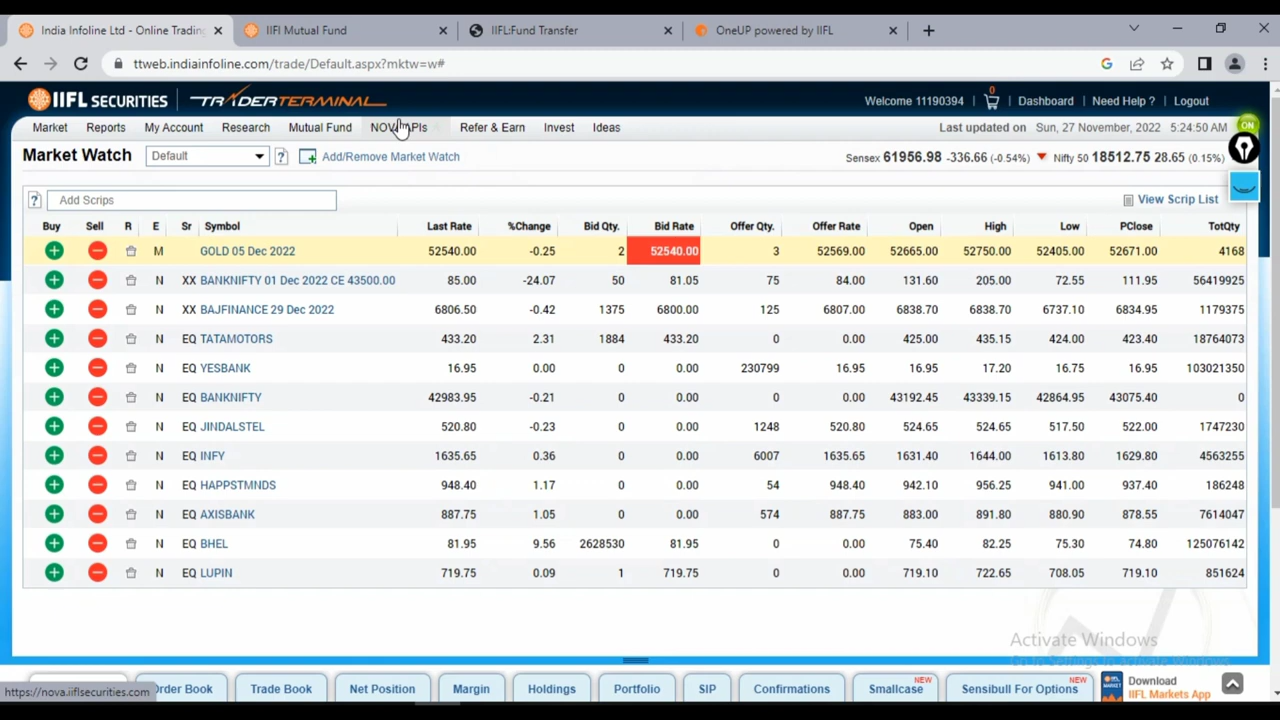 India Infoline Ltd - Online Trading
IIFl Mutual Fund
IIFL:Fund Transfer
OneUP powered by IIFL
ttweb.indiainfoline.com/trade/Default.aspx?mktw=w#
IIFL SECURITIES TRADER TERMINAL
Welcome 11190394 0 Dashboard Need Help ? Logout
Market Reports My Account Research Mutual Fund NOVA APIs Refer & Earn Invest Ideas Last updated on Sun, 27 November, 2022 5:24:50 AM ON
Market Watch Default ? Add/Remove Market Watch Sensex 61956.98 -336.66 (-0.54%) Nifty 50 18512.75 28.65 (0.15%)
? Add Scrips View Scrip List
Buy Sell R E Sr Symbol Last Rate %Change Bid Qty. Bid Rate Offer Qty. Offer Rate Open High Low PClose TotQty
M GOLD 05 Dec 2022 52540.00 -0.25 2 52540.00 3 52569.00 52665.00 52750.00 52405.00 52671.00 4168
N XX BANKNIFTY 01 Dec 2022 CE 43500.00 85.00 -24.07 50 81.05 75 84.00 131.60 205.00 72.55 111.95 56419925
N XX BAJFINANCE 29 Dec 2022 6806.50 -0.42 1375 6800.00 125 6807.00 6838.70 6838.70 6737.10 6834.95 1179375
N EQ TATAMOTORS 433.20 2.31 1884 433.20 0 0.00 425.00 435.15 424.00 423.40 18764073
N EQ YESBANK 16.95 0.00 0 0.00 230799 16.95 16.95 17.20 16.75 16.95 103021350
N EQ BANKNIFTY 42983.95 -0.21 0 0.00 0 0.00 43192.45 43339.15 42864.95 43075.40 0
N EQ JINDALSTEL 520.80 -0.23 0 0.00 1248 520.80 524.65 524.65 517.50 522.00 1747230
N EQ INFY 1635.65 0.36 0 0.00 6007 1635.65 1631.40 1644.00 1613.80 1629.80 4563255
N EQ HAPPSTMNDS 948.40 1.17 0 0.00 54 948.40 942.10 956.25 941.00 937.40 186248
N EQ AXISBANK 887.75 1.05 0 0.00 574 887.75 883.00 891.80 880.90 878.55 7614047
N EQ BHEL 81.95 9.56 2628530 81.95 0 0.00 75.40 82.25 75.30 74.80 125076142
N EQ LUPIN 719.75 0.09 1 719.75 0 0.00 719.10 722.65 708.05 719.10 851624
Activate Windows
Go to Settings to activate Windows.
https://nova.iiflsecurities.com
Order Book Trade Book Net Position Margin Holdings Portfolio SIP Confirmations Smallcase NEW Sensibull For Options NEW
Download
IIFL Markets App